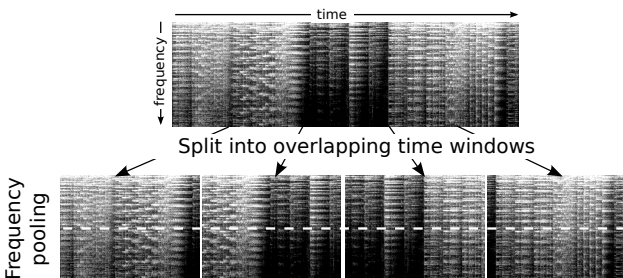 time
frequency
Split into overlapping time windows
Frequency
pooling